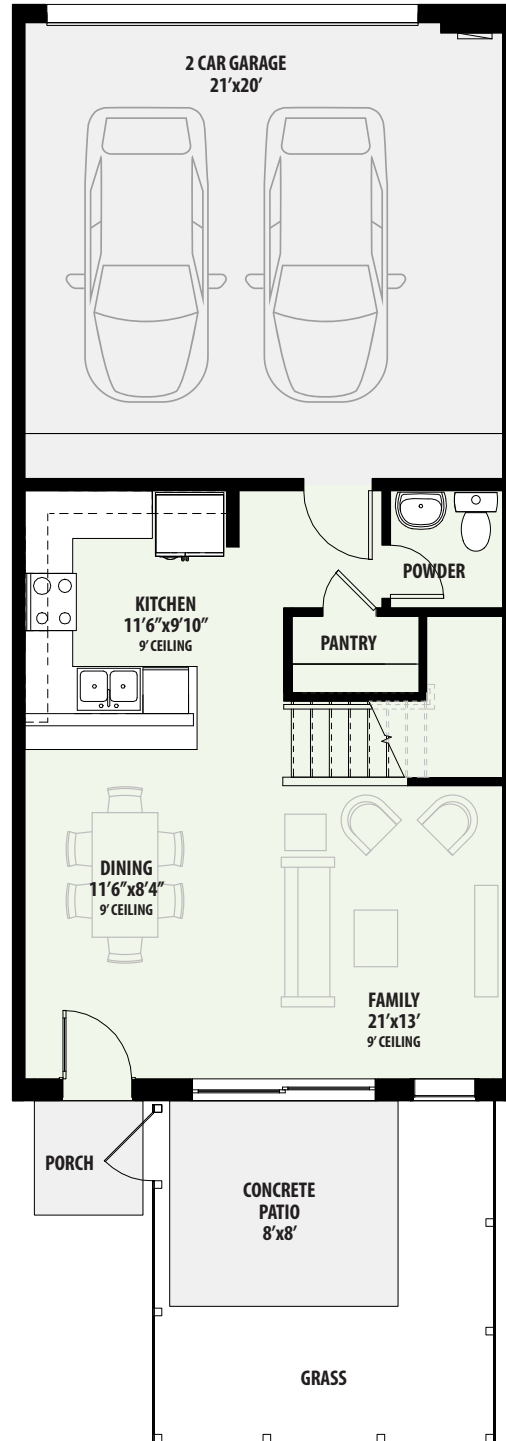 2 CAR GARAGE
21’x20’
POWDER
KITCHEN
11’6”x9’10”
9’ CEILING
PANTRY
DINING
11’6”x8’4”
9’ CEILING
FAMILY
21’x13’
9’ CEILING
PORCH
CONCRETE
PATIO
8’x8’
GRASS